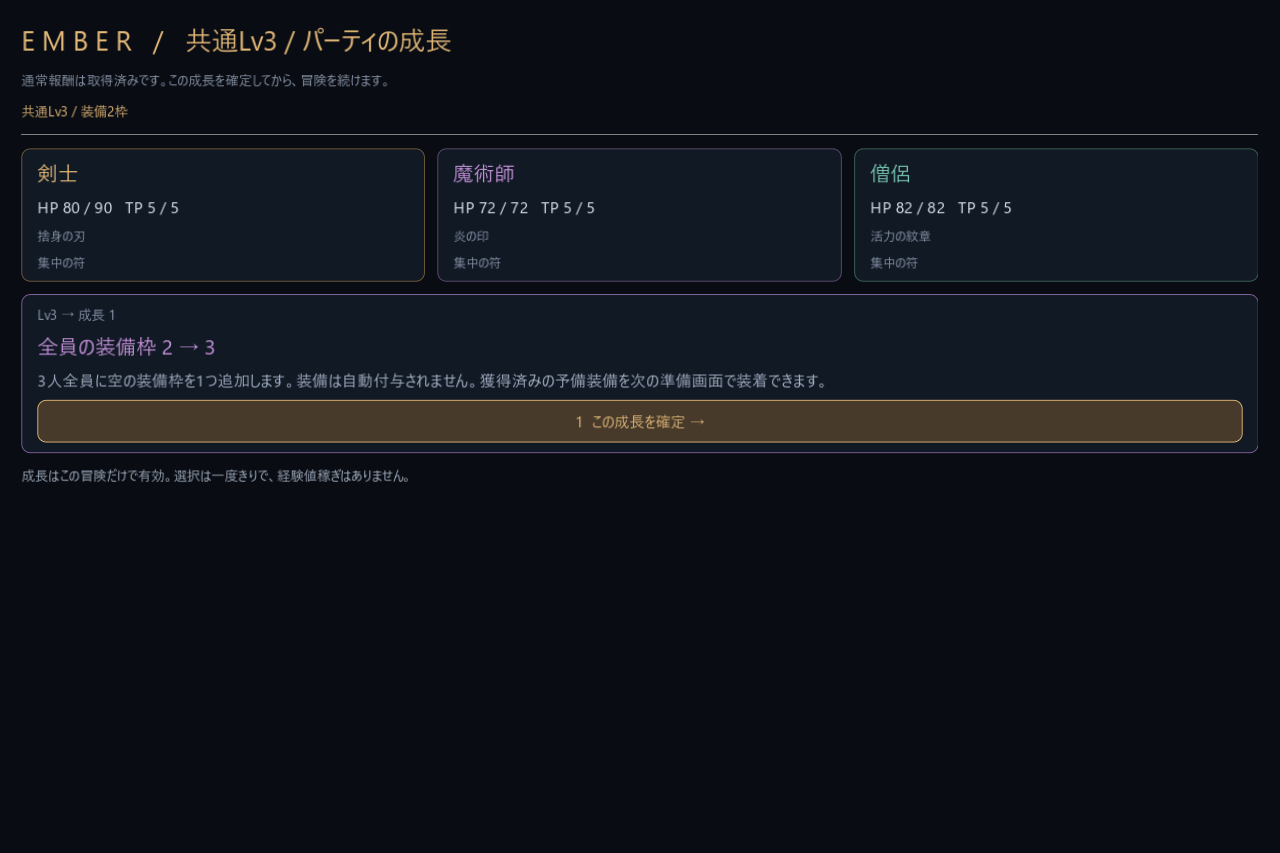 EMBER / 共通Lv3 / パーティの成長
通常報酬は取得済みです。この成長を確定してから、冒険を続けます。
共通Lv3 / 装備2枠
剣士
HP 80 / 90 TP 5 / 5
捨身の刃
集中の符
魔術師
HP 72 / 72 TP 5 / 5
炎の印
集中の符
僧侶
HP 82 / 82 TP 5 / 5
活力の紋章
集中の符
Lv3 → 成長 1
全員の装備枠 2 → 3
3人全員に空の装備枠を1つ追加します。装備は自動付与されません。獲得済みの予備装備を次の準備画面で装着できます。
1 この成長を確定 →
成長はこの冒険だけで有効。選択は一度きりで、経験値稼ぎはありません。